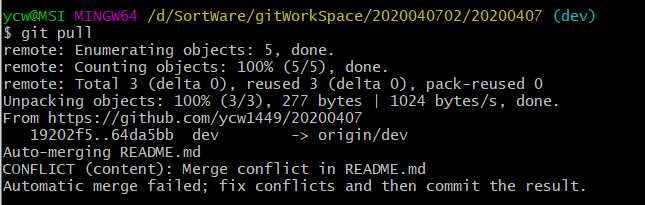 ycw@MSI MINGW64 /d/SortWare/gitWorkSpace/2020040702/20200407 (dev)
$ git pull
remote: Enumerating objects: 5, done.
remote: Counting objects: 100% (5/5), done.
remote: Total 3 (delta 0), reused 3 (delta 0), pack-reused 0
Unpacking objects: 100% (3/3), 277 bytes | 1024 bytes/s, done.
From https://github.com/ycw1449/20200407
   19202f5..64da5bb  dev        -> origin/dev
Auto-merging README.md
CONFLICT (content): Merge conflict in README.md
Automatic merge failed; fix conflicts and then commit the result.